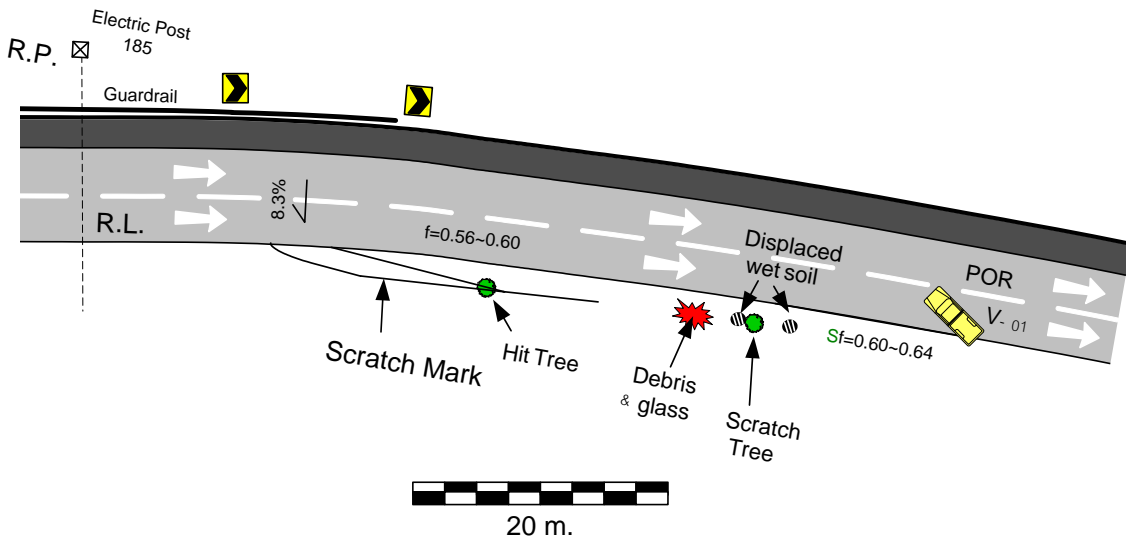 Electric Post
185
R.P.
Guardrail
8.3%
R.L.
f=0.56~0.60
Displaced
wet soil
POR
V- 01
Sf=0.60~0.64
Scratch Mark
Hit Tree
Debris
& glass
Scratch
Tree
20 m.